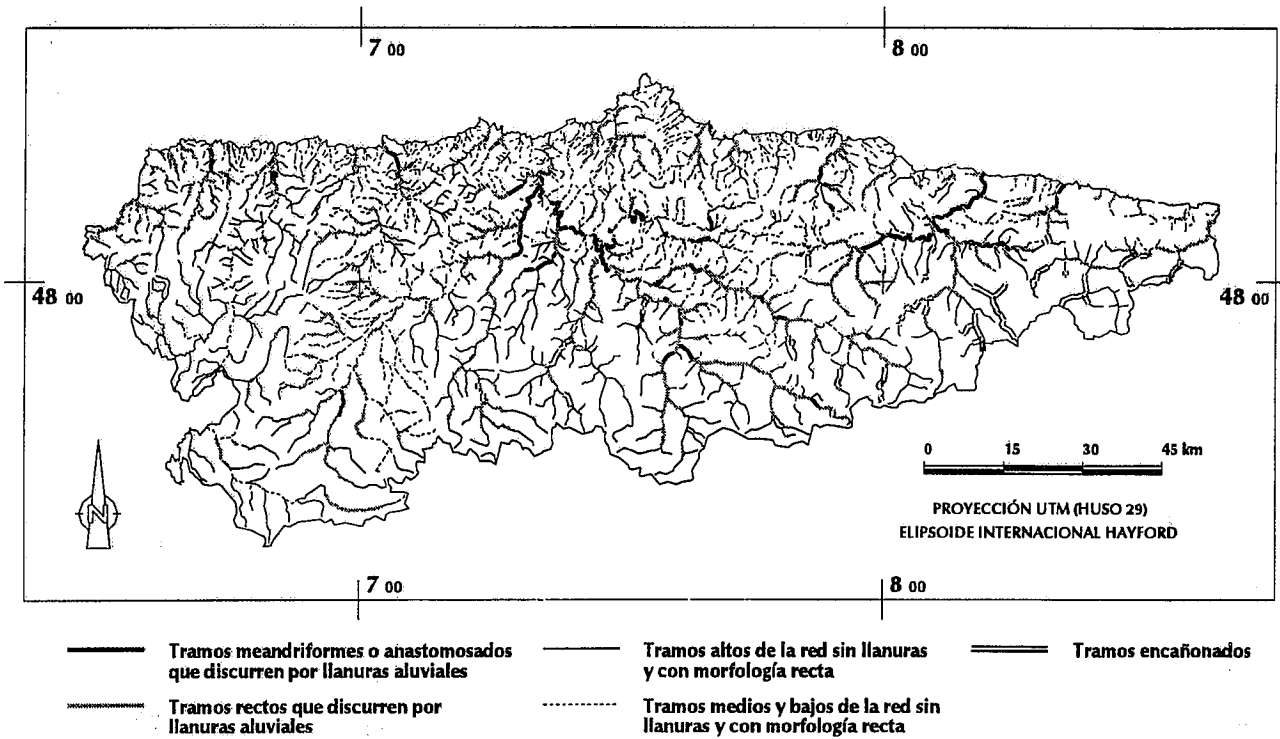 7 00
8 00
48 00
48 00
0 15 30 45 km
PROYECCIÓN UTM (HUSO 29)
ELIPSOIDE INTERNACIONAL HAYFORD
N
7 00
8 00
Tramos meandriformes o anastomosados
que discurren por llanuras aluviales
Tramos rectos que discurren por
llanuras aluviales
Tramos altos de la red sin llanuras
y con morfología recta
Tramos medios y bajos de la red sin
llanuras y con morfología recta
Tramos encañonados